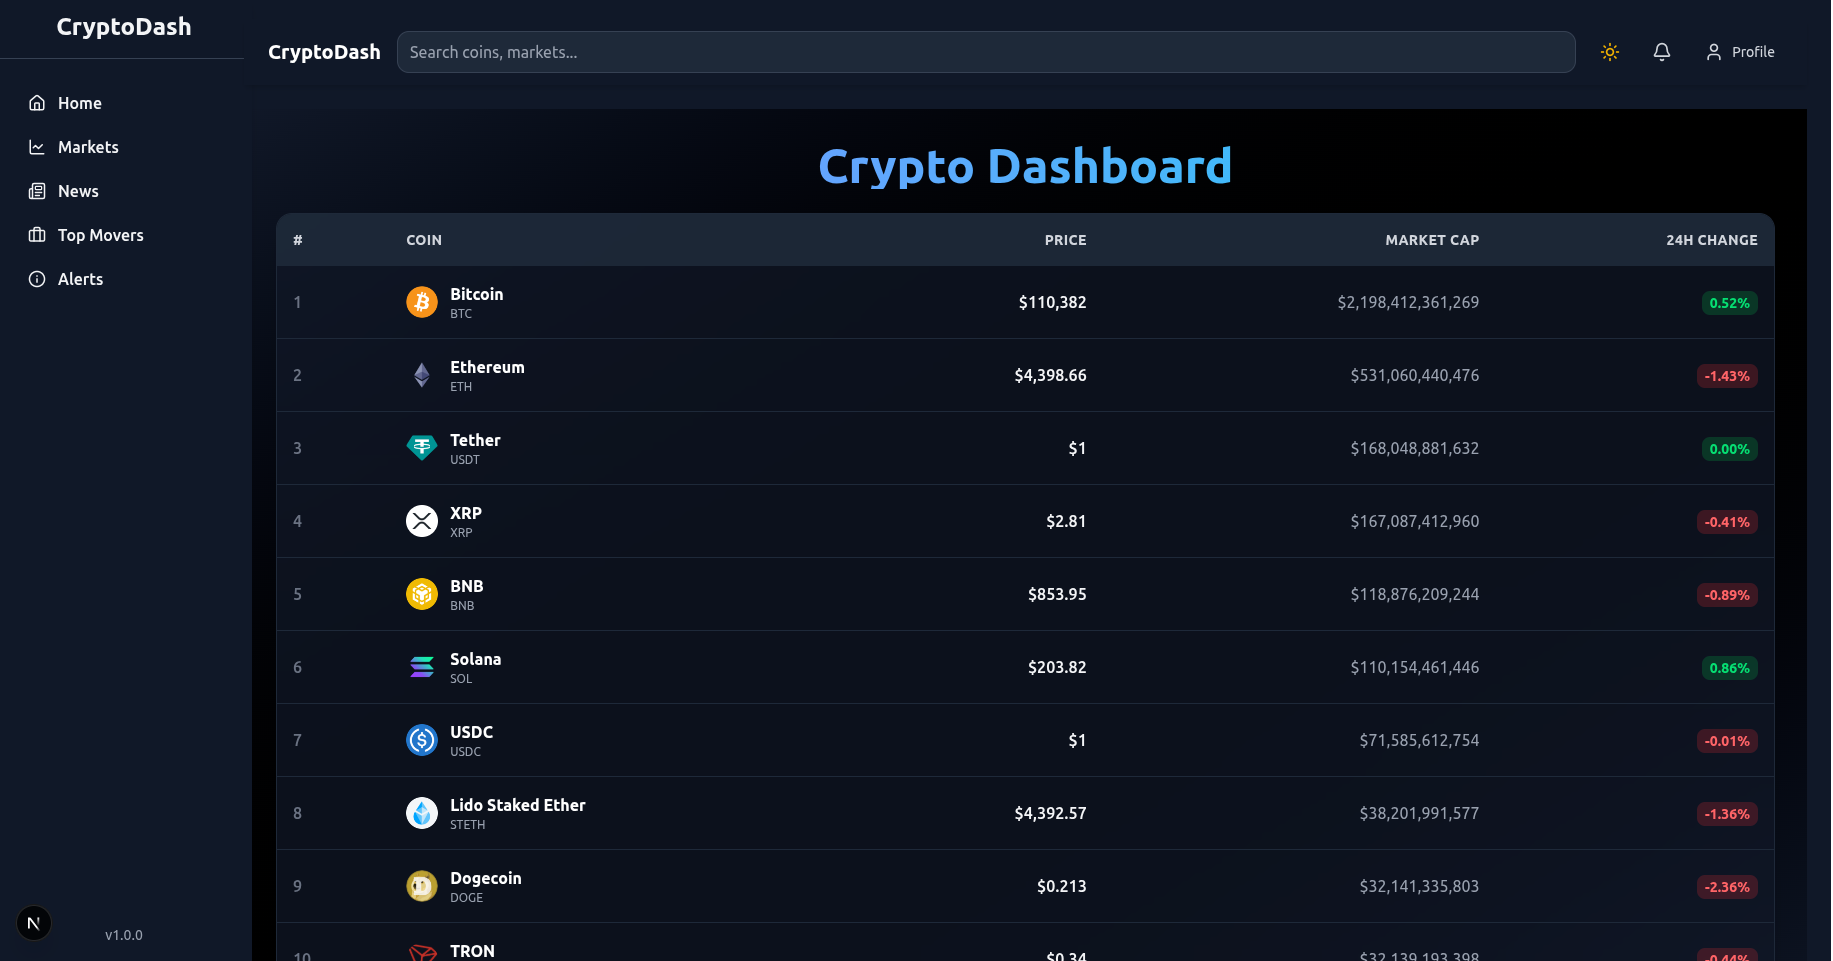 CryptoDash
Home
Markets
News
Top Movers
Alerts
v1.0.0
CryptoDash
Search coins, markets...
Profile
Crypto Dashboard
# COIN PRICE MARKET CAP 24H CHANGE
1 Bitcoin BTC $110,382 $2,198,412,361,269 0.52%
2 Ethereum ETH $4,398.66 $531,060,440,476 -1.43%
3 Tether USDT $1 $168,048,881,632 0.00%
4 XRP XRP $2.81 $167,087,412,960 -0.41%
5 BNB BNB $853.95 $118,876,209,244 -0.89%
6 Solana SOL $203.82 $110,154,461,446 0.86%
7 USDC USDC $1 $71,585,612,754 -0.01%
8 Lido Staked Ether STETH $4,392.57 $38,201,991,577 -1.36%
9 Dogecoin DOGE $0.213 $32,141,335,803 -2.36%
10 TRON $0.34 $32,139,193,398 -0.44%